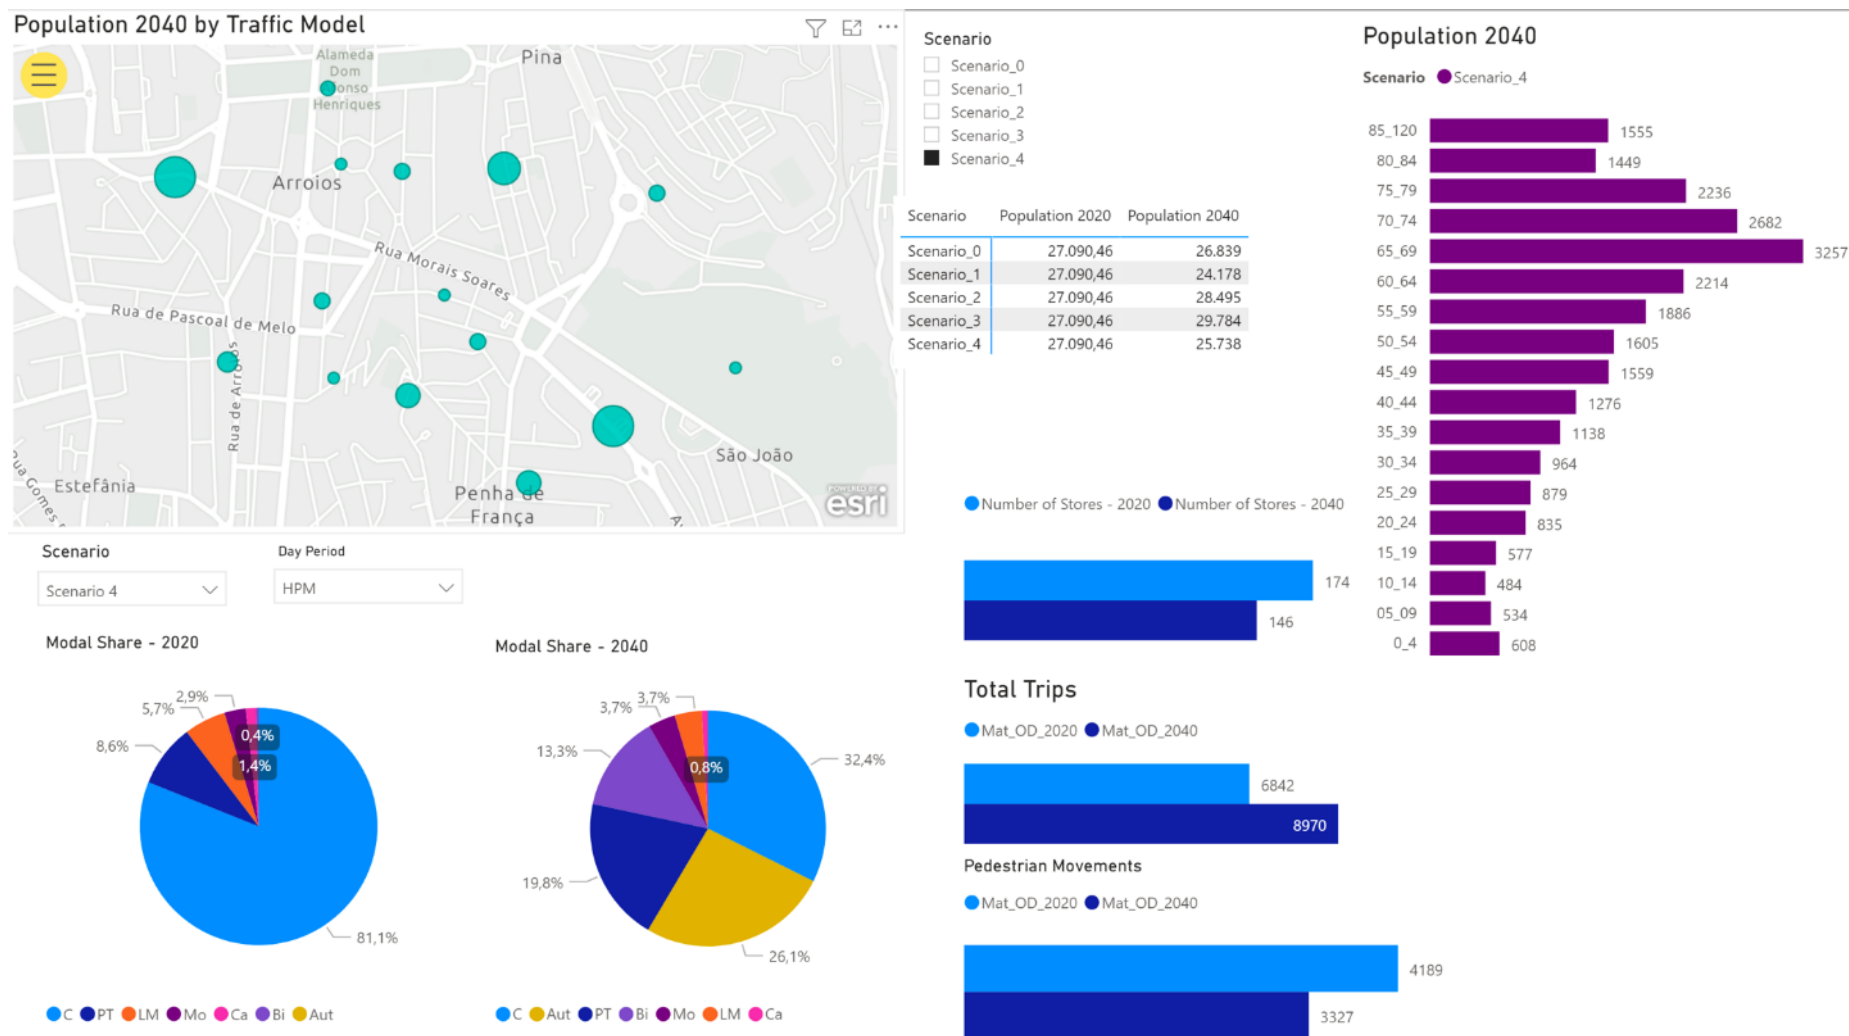 Population 2040 by Traffic Model
Alameda
Dom
onso
Henriques
Pina
Arroios
Rua Morais Soares
Rua de Pascoal de Melo
Rua de Arroios
Estefânia
São João
Penha de
França
POWERED BY
esri
Scenario
Scenario_0
Scenario_1
Scenario_2
Scenario_3
Scenario_4
Scenario Population 2020 Population 2040
Scenario_0 27.090,46 26.839
Scenario_1 27.090,46 24.178
Scenario_2 27.090,46 28.495
Scenario_3 27.090,46 29.784
Scenario_4 27.090,46 25.738
Population 2040
Scenario Scenario_4
85_120 1555
80_84 1449
75_79 2236
70_74 2682
65_69 3257
60_64 2214
55_59 1886
50_54 1605
45_49 1559
40_44 1276
35_39 1138
30_34 964
25_29 879
20_24 835
15_19 577
10_14 484
05_09 534
0_4 608
Number of Stores - 2020 Number of Stores - 2040
174
146
Scenario
Scenario 4
Day Period
HPM
Modal Share - 2020
2,9%
5,7%
0,4%
8,6%
1,4%
81,1%
C PT LM Mo Ca Bi Aut
Modal Share - 2040
3,7%
3,7%
13,3%
32,4%
0,8%
19,8%
26,1%
C Aut PT Bi Mo LM Ca
Total Trips
Mat_OD_2020 Mat_OD_2040
6842
8970
Pedestrian Movements
Mat_OD_2020 Mat_OD_2040
4189
3327